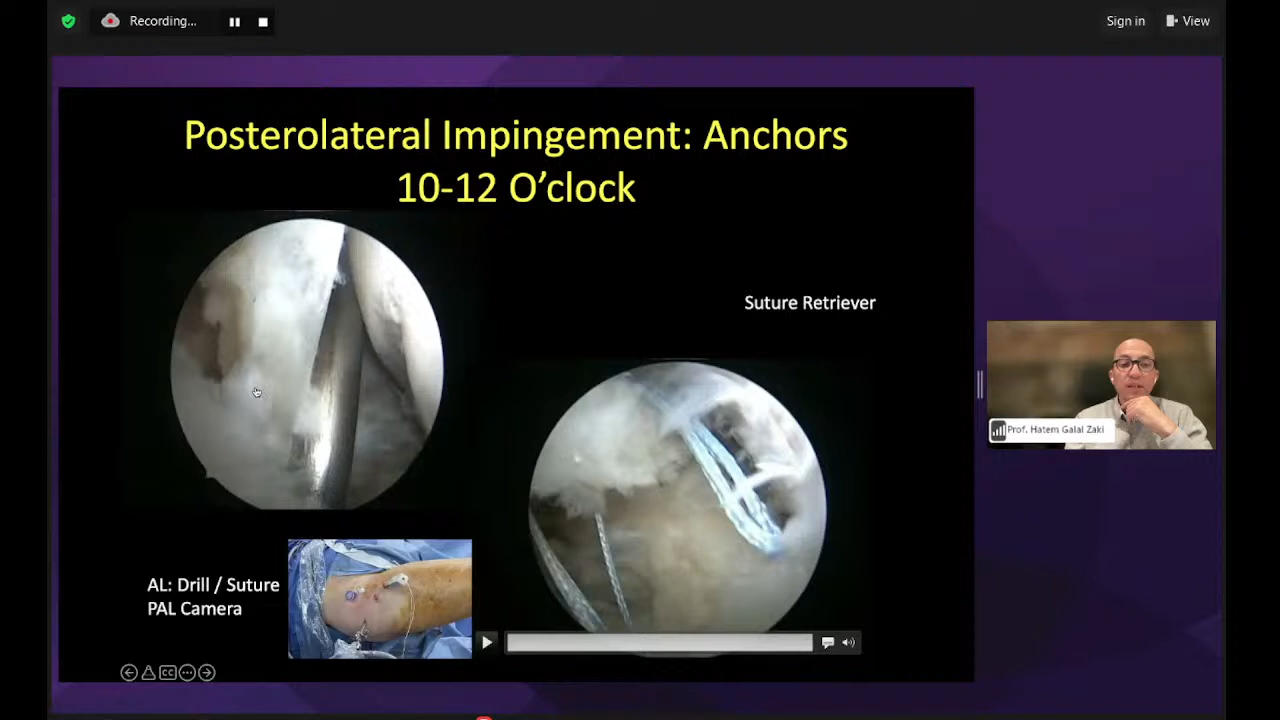 Recording...
Sign in
View
Posterolateral Impingement: Anchors
10-12 O’clock
Suture Retriever
Prof. Hatem Galal Zaki
AL: Drill / Suture
PAL Camera
CC